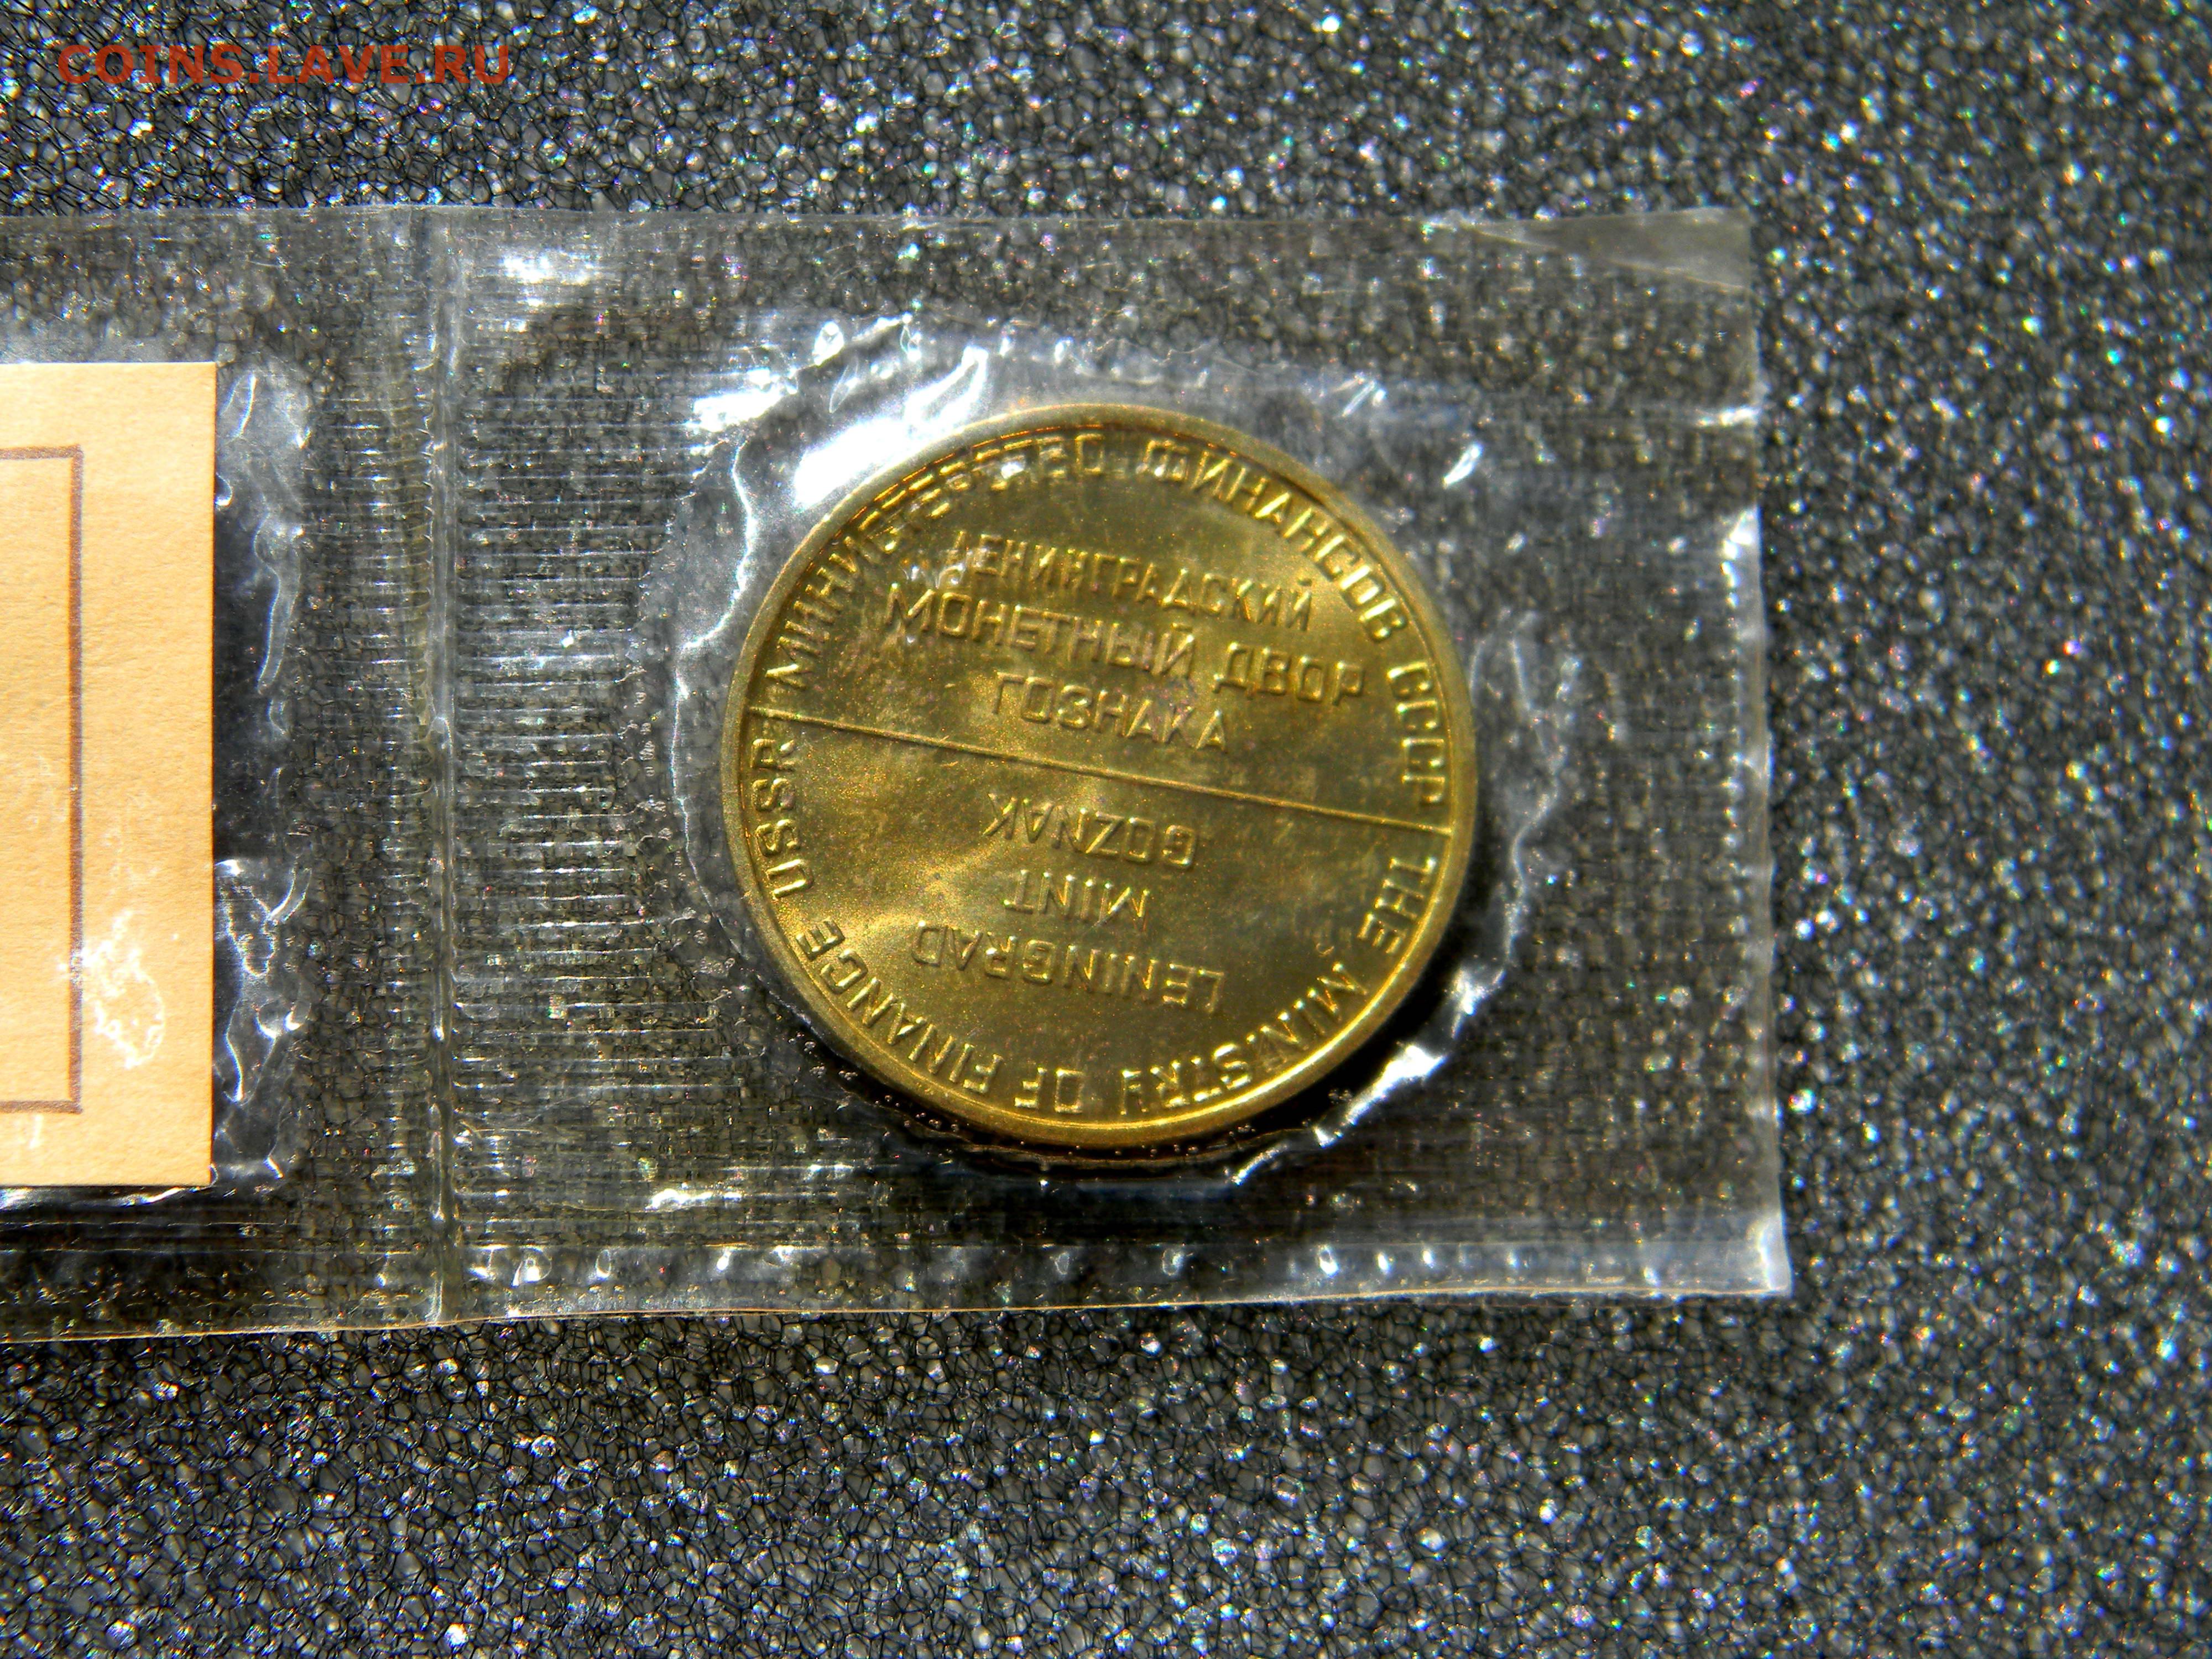 COINS.LAVE.RU
МИНИСТЕРСТВО ФИНАНСОВ СССР
ЛЕНИНГРАДСКИЙ
МОНЕТНЫЙ ДВОР
ГОЗНАКА
THE MINISTRY OF FINANCE USSR
LENINGRAD
MINT
GOZNAK